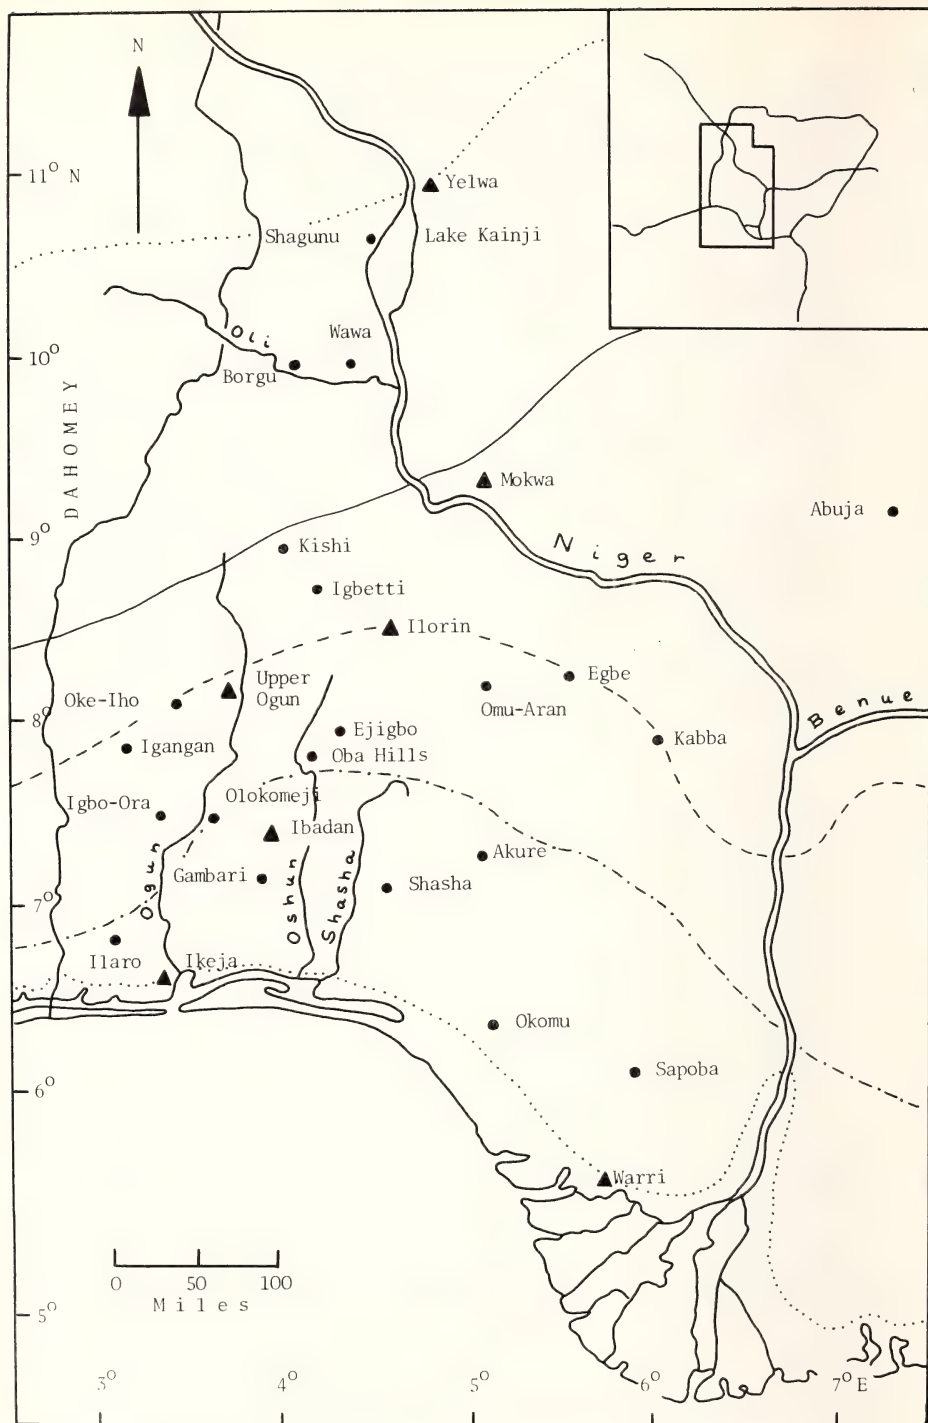 N
11° N
Yelwa
Shagunu
Lake Kainji
Oli
Wawa
10°
Borgu
DAHOMEY
Mokwa
Abuja
9°
Kishi
Niger
Igbetti
Ilorin
Upper
Ogun
Egbe
Oke-Iho
Omu-Aran
Benue
8°
Ejigbo
Kabba
Igangan
Oba Hills
Igbo-Ora
Olokomeji
Ibadan
Akure
Gambari
Shasha
Ogun
Oshun
Shasha
7°
Ilaro
Ikeja
Okomu
6°
Sapoba
Warri
0 50 100
Miles
5°
3° 4° 5° 6° 7° E